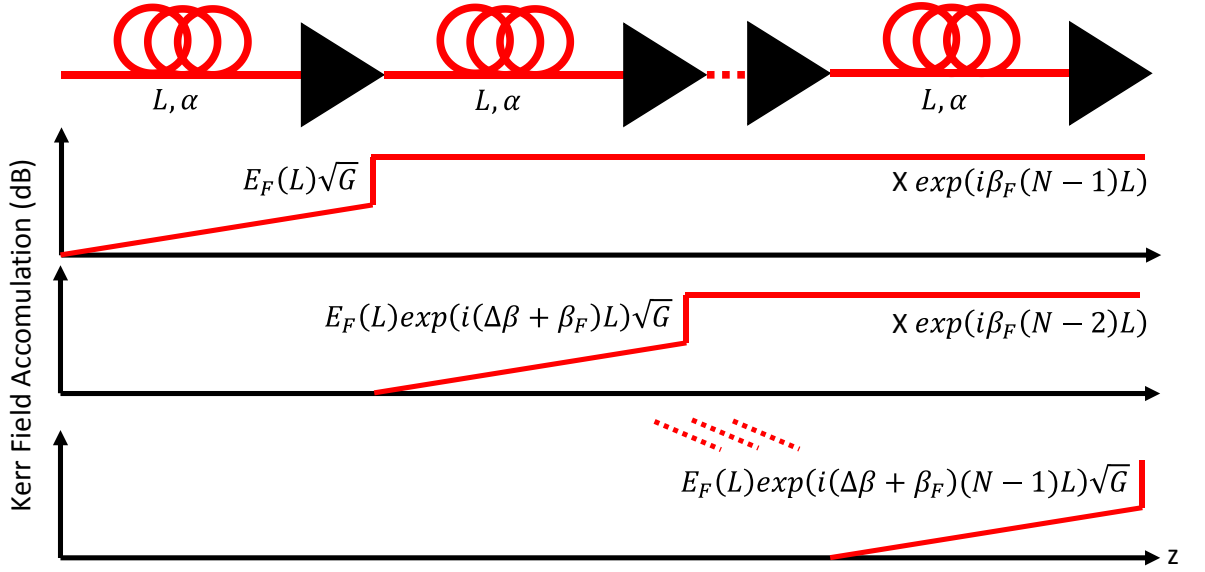 L, α
L, α
L, α
Kerr Field Accumulation (dB)
E_F(L)√G
X exp(iβ_F(N − 1)L)
E_F(L)exp(i(Δβ + β_F)L)√G
X exp(iβ_F(N − 2)L)
E_F(L)exp(i(Δβ + β_F)(N − 1)L)√G
z